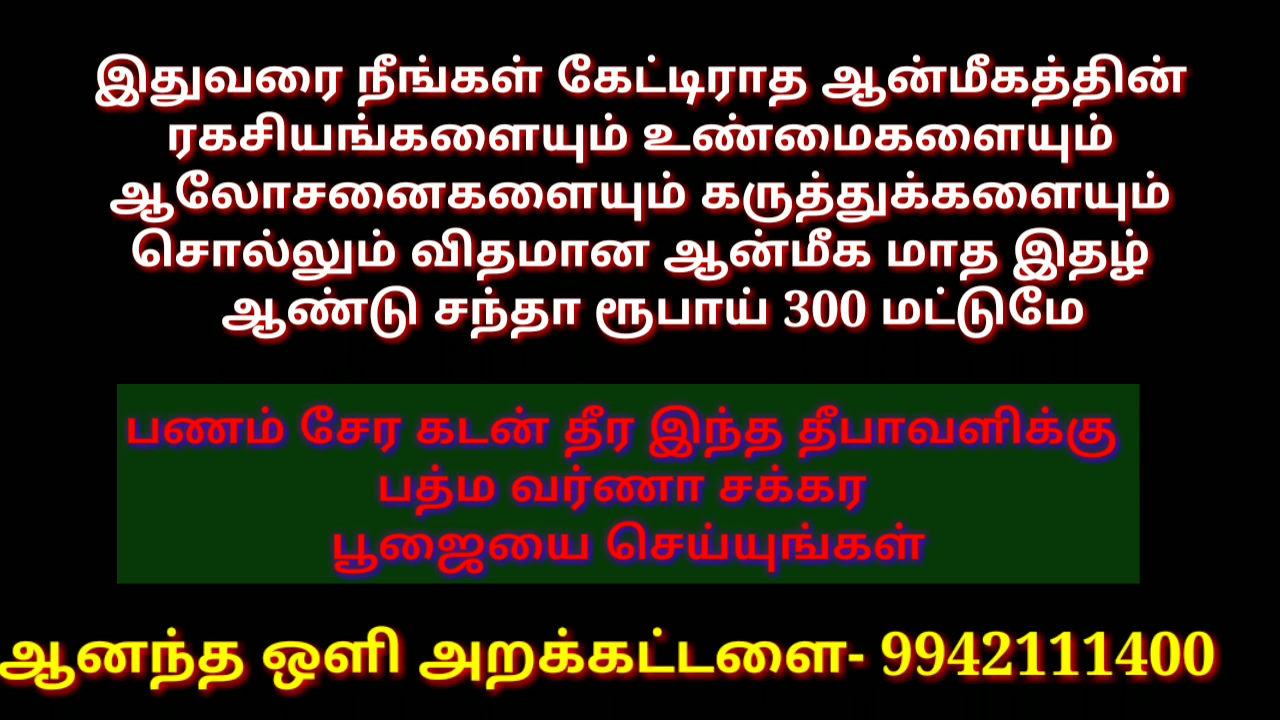 இதுவரை நீங்கள் கேட்டிராத ஆன்மீகத்தின்
ரகசியங்களையும் உண்மைகளையும்
ஆலோசனைகளையும் கருத்துக்களையும்
சொல்லும் விதமான ஆன்மீக மாத இதழ்
ஆண்டு சந்தா ரூபாய் 300 மட்டுமே
பணம் சேர கடன் தீர இந்த தீபாவளிக்கு
பத்ம வர்ணா சக்கர
பூஜையை செய்யுங்கள்
ஆனந்த ஒளி அறக்கட்டளை- 9942111400